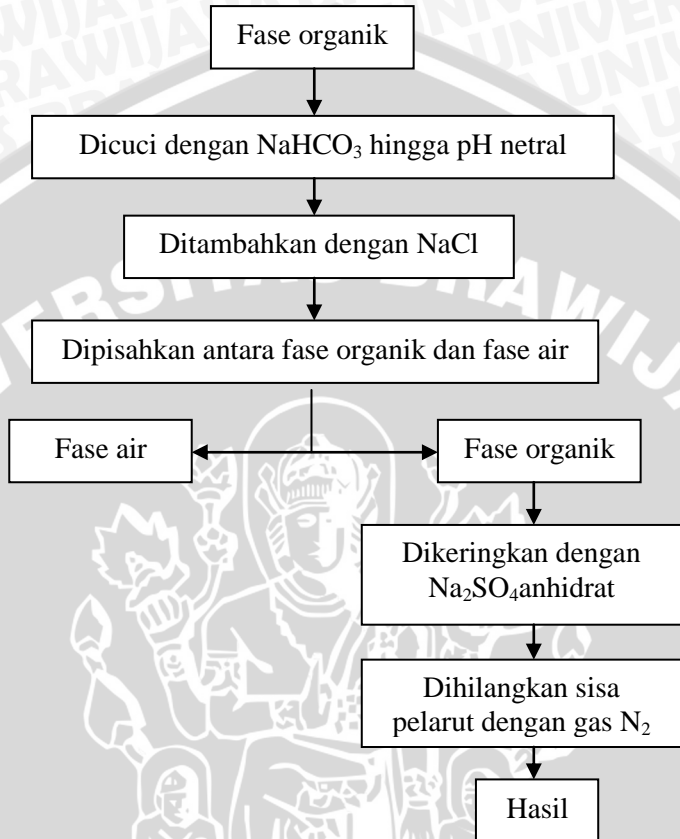 Fase organik
Dicuci dengan NaHCO₃ hingga pH netral
Ditambahkan dengan NaCl
Dipisahkan antara fase organik dan fase air
Fase air
Fase organik
Dikeringkan dengan
Na₂SO₄anhidrat
Dihilangkan sisa
pelarut dengan gas N₂
Hasil